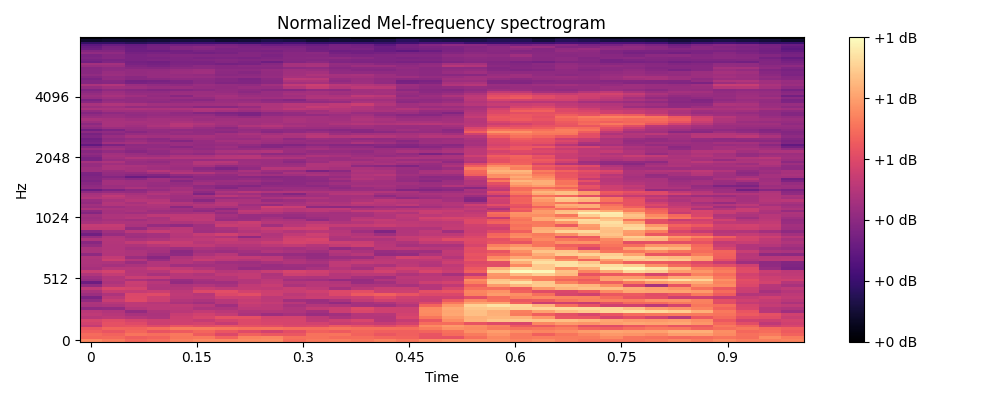 Normalized Mel-frequency spectrogram
Hz
4096
2048
1024
512
0
0 0.15 0.3 0.45 0.6 0.75 0.9
Time
+1 dB
+1 dB
+1 dB
+0 dB
+0 dB
+0 dB